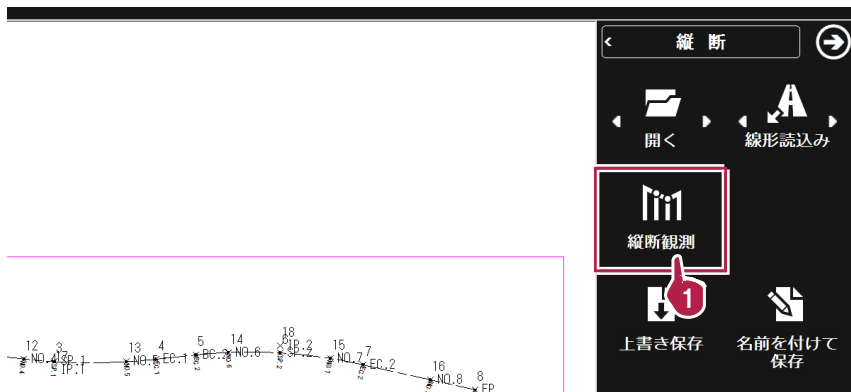 < 縦 断
開く 線形読込み
縦断観測
1
上書き保存 名前を付けて
保存
12 3 13 4 5 14 18 15 7 16 8
NO.4 SP.1 NO.5 EC.1 BC.2 NO.6 IP.2 NO.7 EC.2 NO.8 EP
IP.1 SP.2